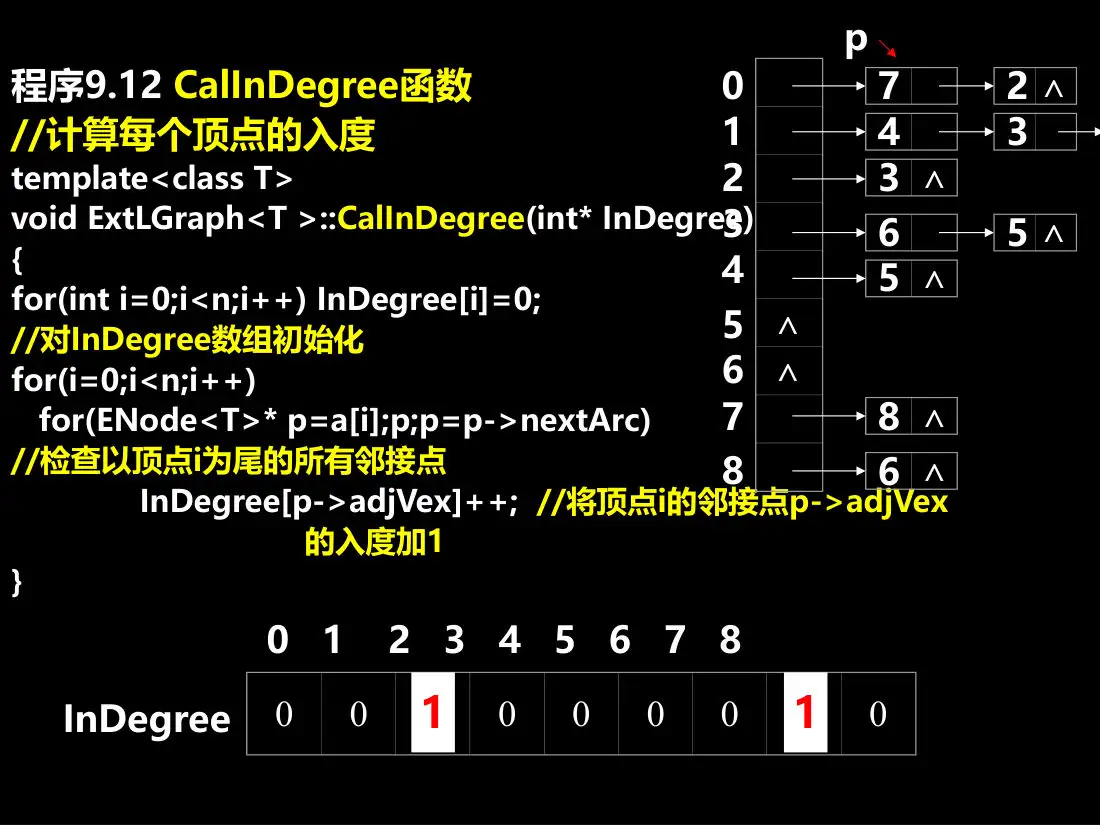 程序9.12 CalInDegree函数
//计算每个顶点的入度
template<class T>
void ExtLGraph<T >::CalInDegree(int* InDegree)
{
for(int i=0;i<n;i++) InDegree[i]=0;
//对InDegree数组初始化
for(i=0;i<n;i++)
for(ENode<T>* p=a[i];p;p=p->nextArc)
//检查以顶点i为尾的所有邻接点
InDegree[p->adjVex]++; //将顶点i的邻接点p->adjVex
的入度加1
}
p
0 7 2 ∧
1 4 3
2 3 ∧
3 6 5 ∧
4 5 ∧
5 ∧
6 ∧
7 8 ∧
8 6 ∧
0 1 2 3 4 5 6 7 8
InDegree 0 0 1 0 0 0 0 1 0